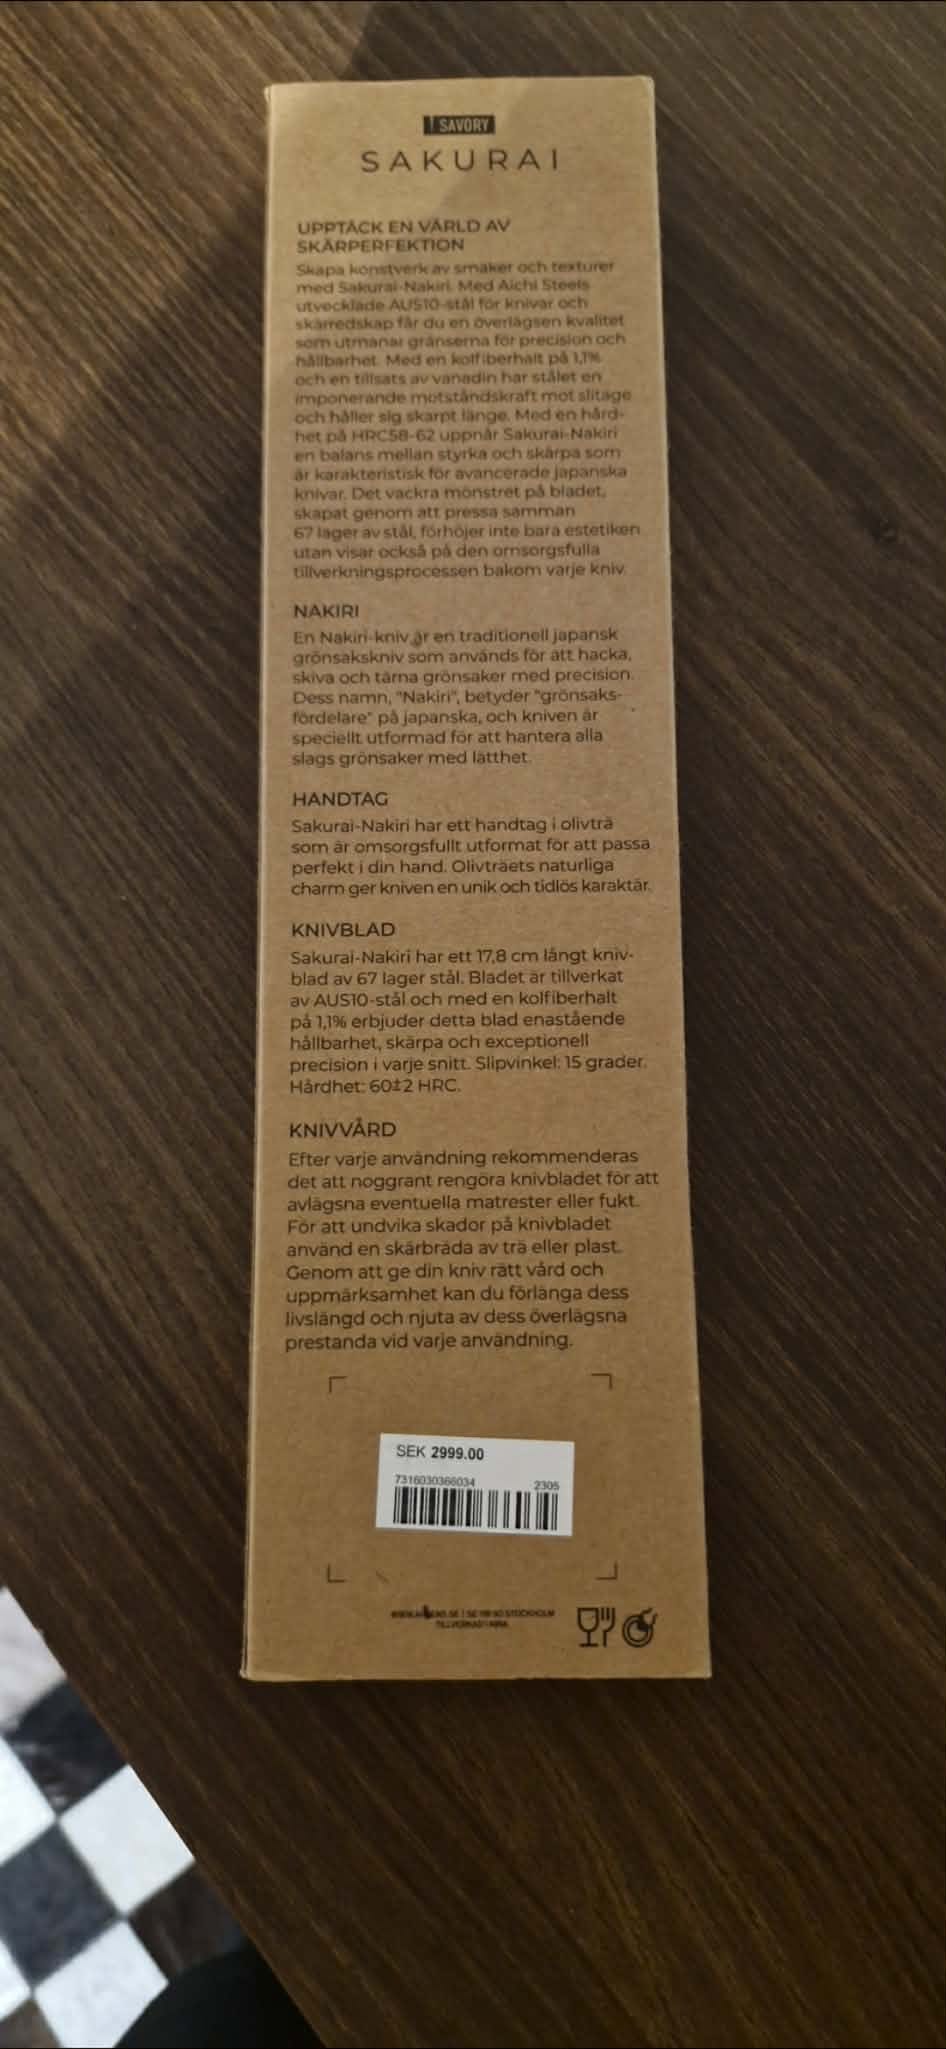 SAVORY
SAKURAI
UPPTÄCK EN VÄRLD AV
SKÄRPERFEKTION
Skapa konstverk av smaker och texturer
med Sakurai-Nakiri. Med Aichi Steels
utvecklade AUS10-stål för knivar och
skärredskap får du en överlägsen kvalitet
som utmanar gränserna för precision och
hållbarhet. Med en kolfiberhalt på 1,1%
och en tillsats av vanadin har stålet en
imponerande motståndskraft mot slitage
och håller sig skarpt länge. Med en hård-
het på HRC58-62 uppnår Sakurai-Nakiri
en balans mellan styrka och skärpa som
är karakteristisk för avancerade japanska
knivar. Det vackra mönstret på bladet,
skapat genom att pressa samman
67 lager av stål, förhöjer inte bara estetiken
utan visar också på den omsorgsfulla
tillverkningsprocessen bakom varje kniv.
NAKIRI
En Nakiri-kniv är en traditionell japansk
grönsakskniv som används för att hacka,
skiva och tärna grönsaker med precision.
Dess namn, "Nakiri", betyder "grönsaks-
fördelare" på japanska, och kniven är
speciellt utformad för att hantera alla
slags grönsaker med lätthet.
HANDTAG
Sakurai-Nakiri har ett handtag i olivträ
som är omsorgsfullt utformat för att passa
perfekt i din hand. Olivträets naturliga
charm ger kniven en unik och tidlös karaktär.
KNIVBLAD
Sakurai-Nakiri har ett 17,8 cm långt kniv-
blad av 67 lager stål. Bladet är tillverkat
av AUS10-stål och med en kolfiberhalt
på 1,1% erbjuder detta blad enastående
hållbarhet, skärpa och exceptionell
precision i varje snitt. Slipvinkel: 15 grader.
Hårdhet: 60±2 HRC.
KNIVVÅRD
Efter varje användning rekommenderas
det att noggrant rengöra knivbladet för att
avlägsna eventuella matrester eller fukt.
För att undvika skador på knivbladet
använd en skärbräda av trä eller plast.
Genom att ge din kniv rätt vård och
uppmärksamhet kan du förlänga dess
livslängd och njuta av dess överlägsna
prestanda vid varje användning.
SEK 2999.00
7316030366034 2305
STOCKHOLM